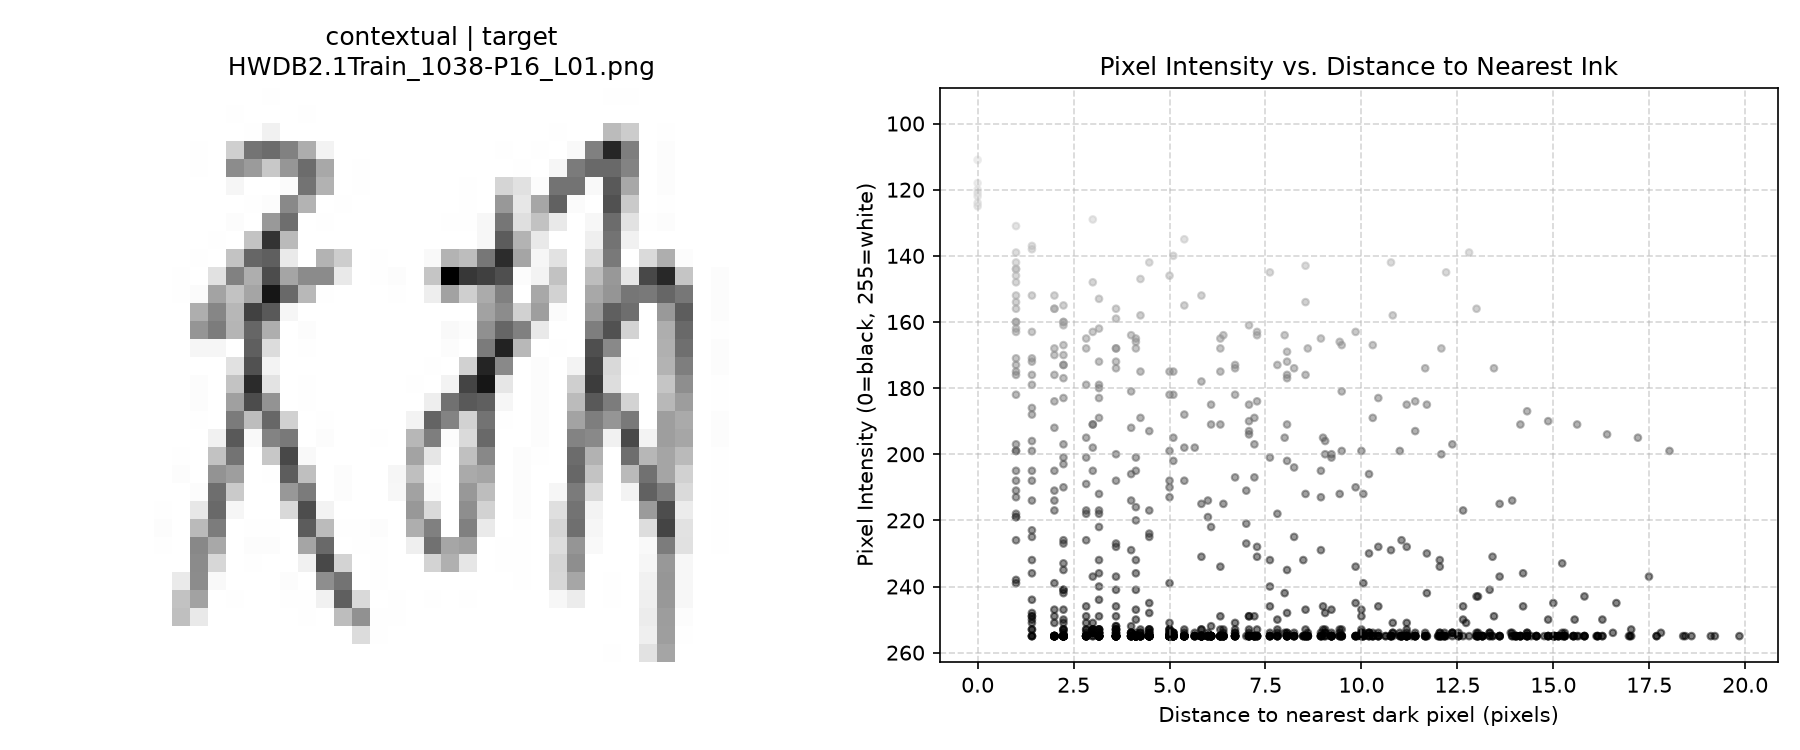 contextual | target
HWDB2.1Train_1038-P16_L01.png
Pixel Intensity vs. Distance to Nearest Ink
Pixel Intensity (0=black, 255=white)
100
120
140
160
180
200
220
240
260
0.0 2.5 5.0 7.5 10.0 12.5 15.0 17.5 20.0
Distance to nearest dark pixel (pixels)